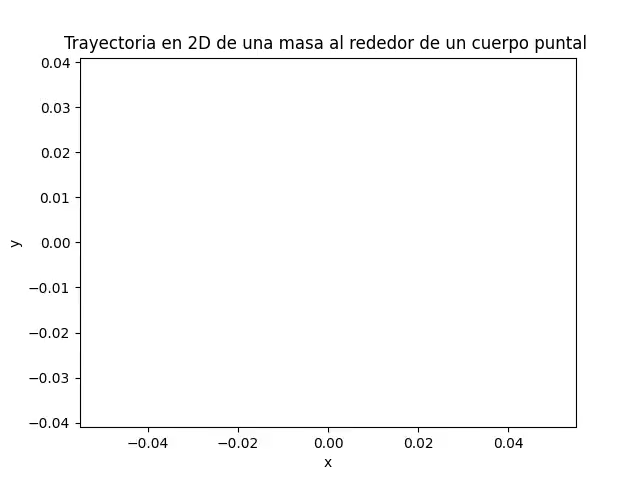 Trayectoria en 2D de una masa al rededor de un cuerpo puntal
0.04
0.03
0.02
0.01
0.00
−0.01
−0.02
−0.03
−0.04
y
−0.04 −0.02 0.00 0.02 0.04
x